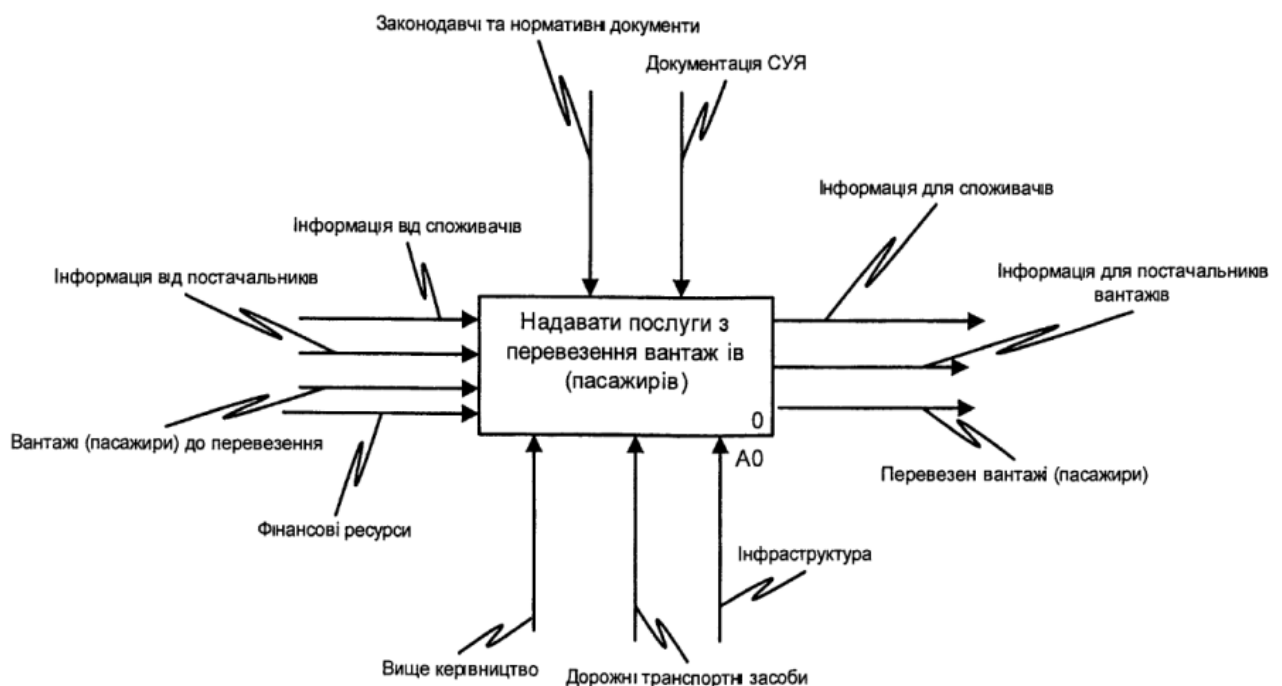 Законодавчі та нормативні документи
Документація СУЯ
Інформація для споживачів
Інформація від споживачів
Інформація від постачальників
Інформація для постачальників
вантажів
Надавати послуги з
перевезення вантаж ів
(пасажирів)
0
А0
Вантажі (пасажири) до перевезення
Перевезен вантажі (пасажири)
Фінансові ресурси
Інфраструктура
Вище керівництво
Дорожні транспортні засоби